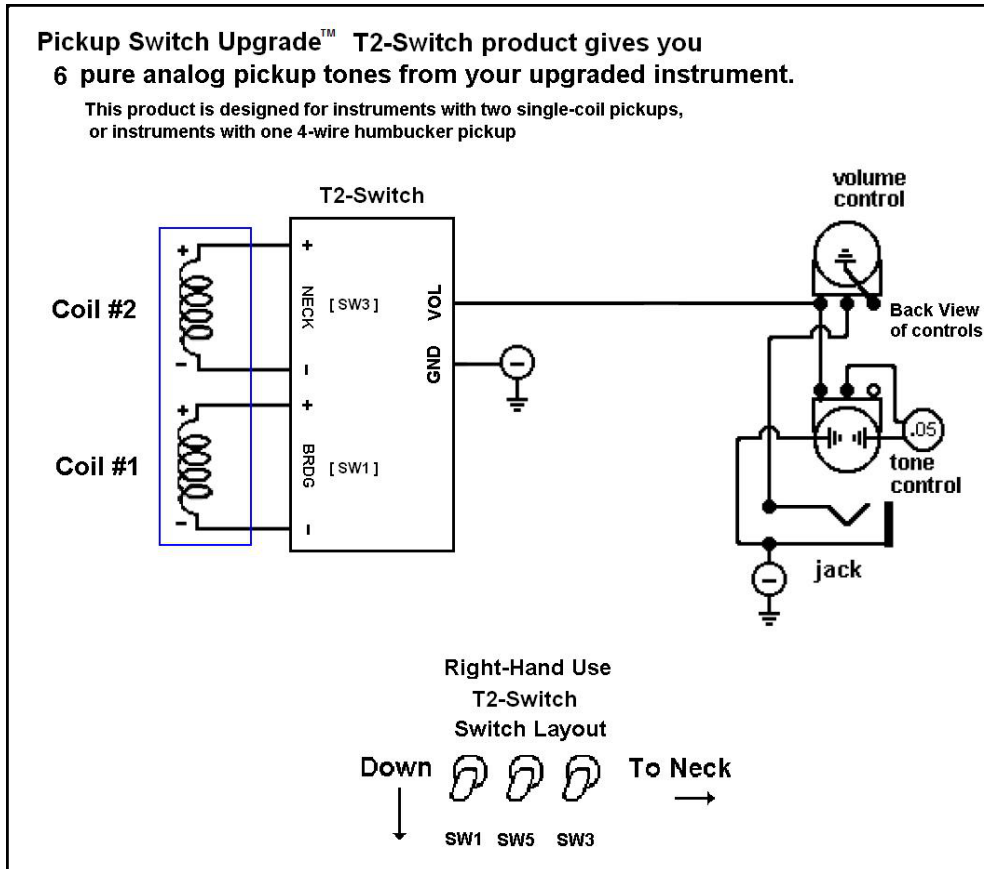 Pickup Switch Upgrade™ T2-Switch product gives you
6 pure analog pickup tones from your upgraded instrument.
This product is designed for instruments with two single-coil pickups,
or instruments with one 4-wire humbucker pickup
T2-Switch
volume
control
Coil #2
+
-
+
NECK
-
[ SW3 ]
VOL
GND
-
Back View
of controls
Coil #1
+
-
+
BRDG
-
[ SW1 ]
.05
tone
control
jack
-
Right-Hand Use
T2-Switch
Switch Layout
Down
To Neck
SW1 SW5 SW3